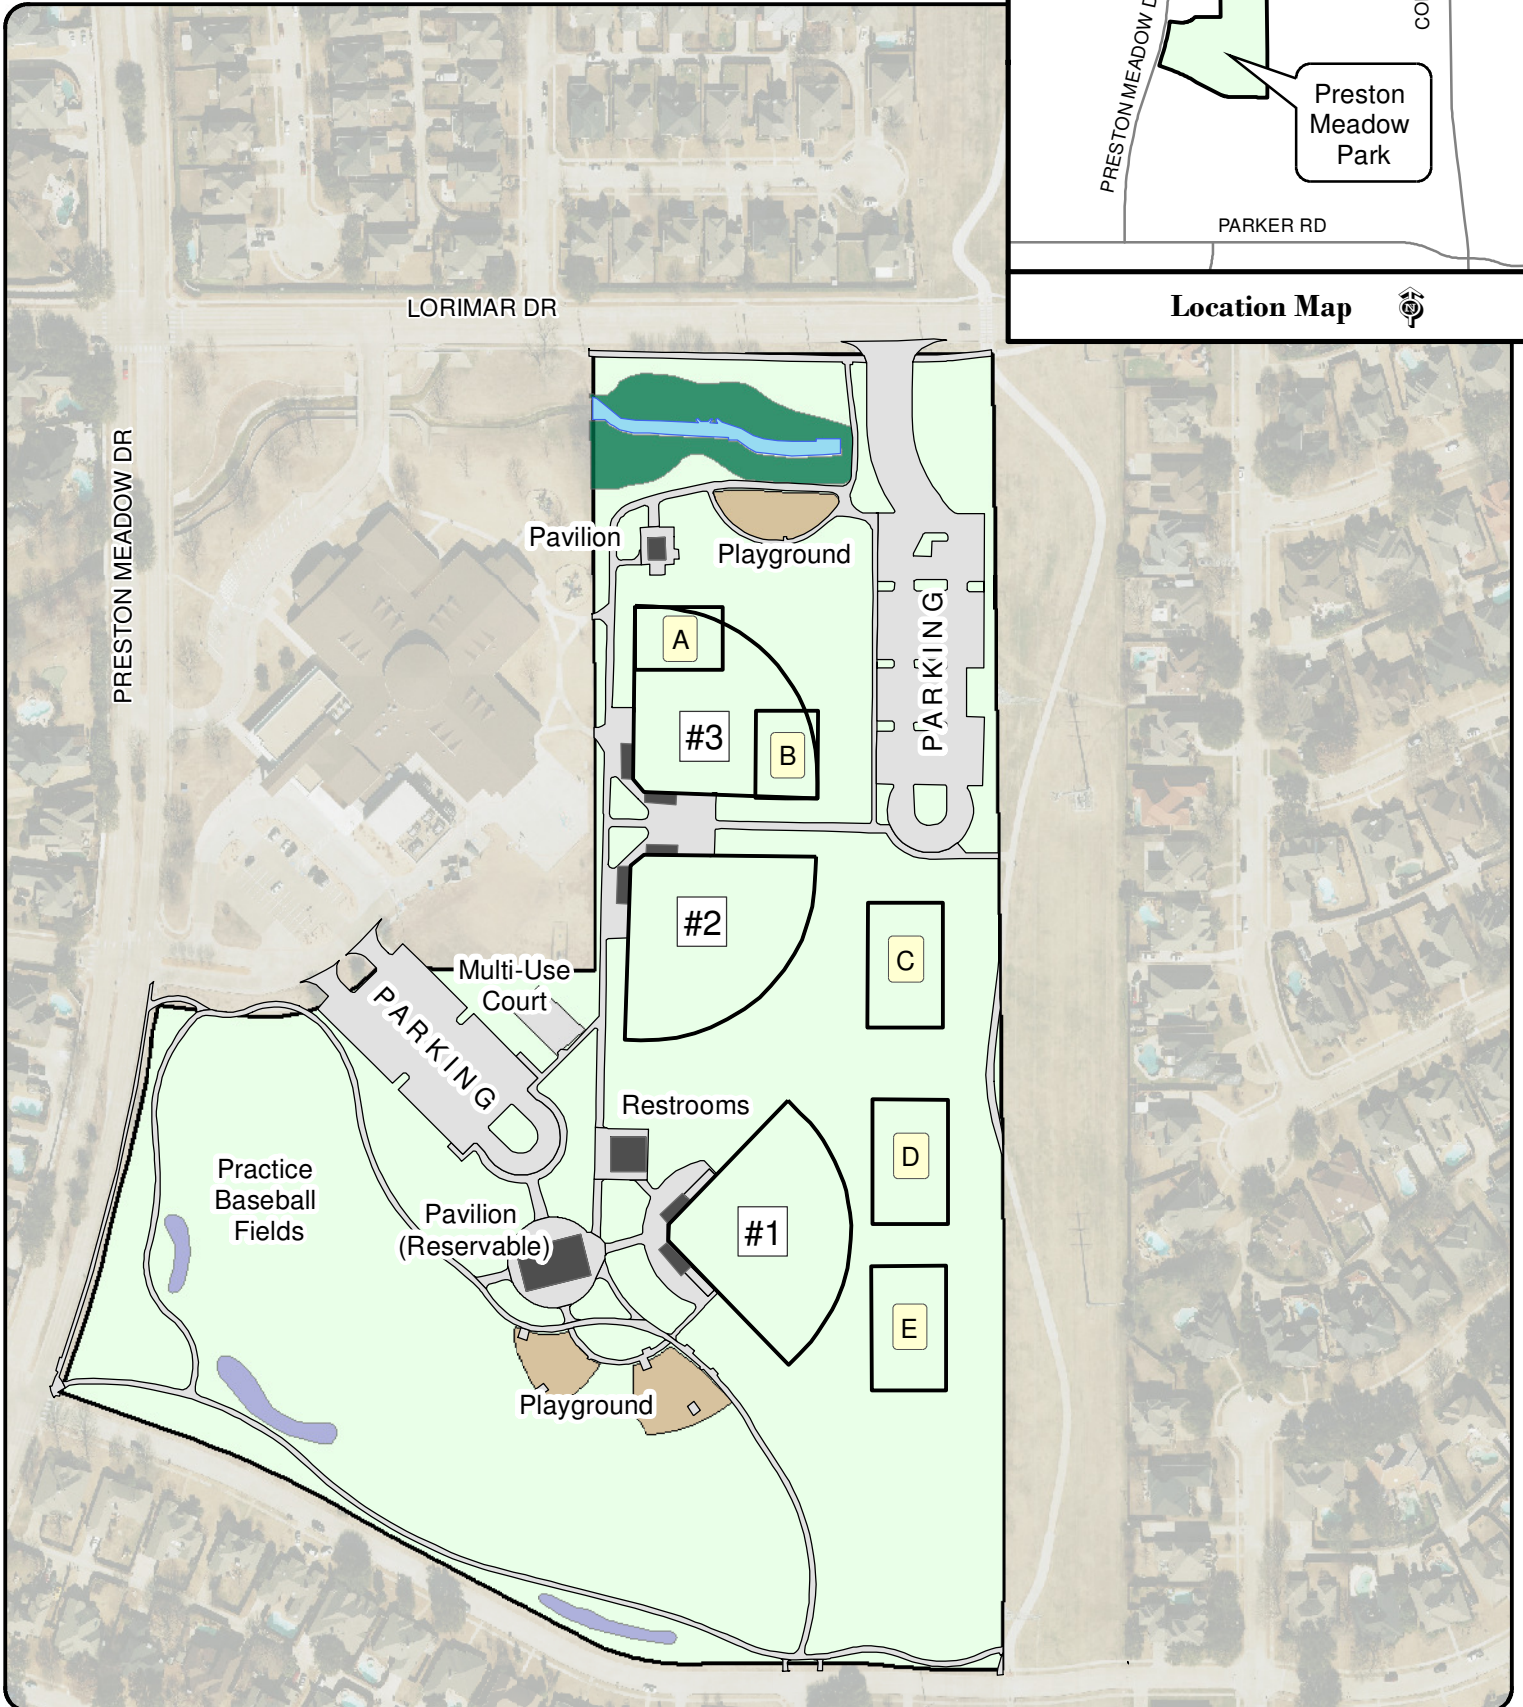 PRESTON MEADOW D
CO
Preston
Meadow
Park
PARKER RD
Location Map
N
LORIMAR DR
PRESTON MEADOW DR
Pavilion
Playground
PARKING
A
#3
B
#2
C
Multi-Use
Court
PARKING
Restrooms
D
Practice
Baseball
Fields
Pavilion
(Reservable)
#1
E
Playground